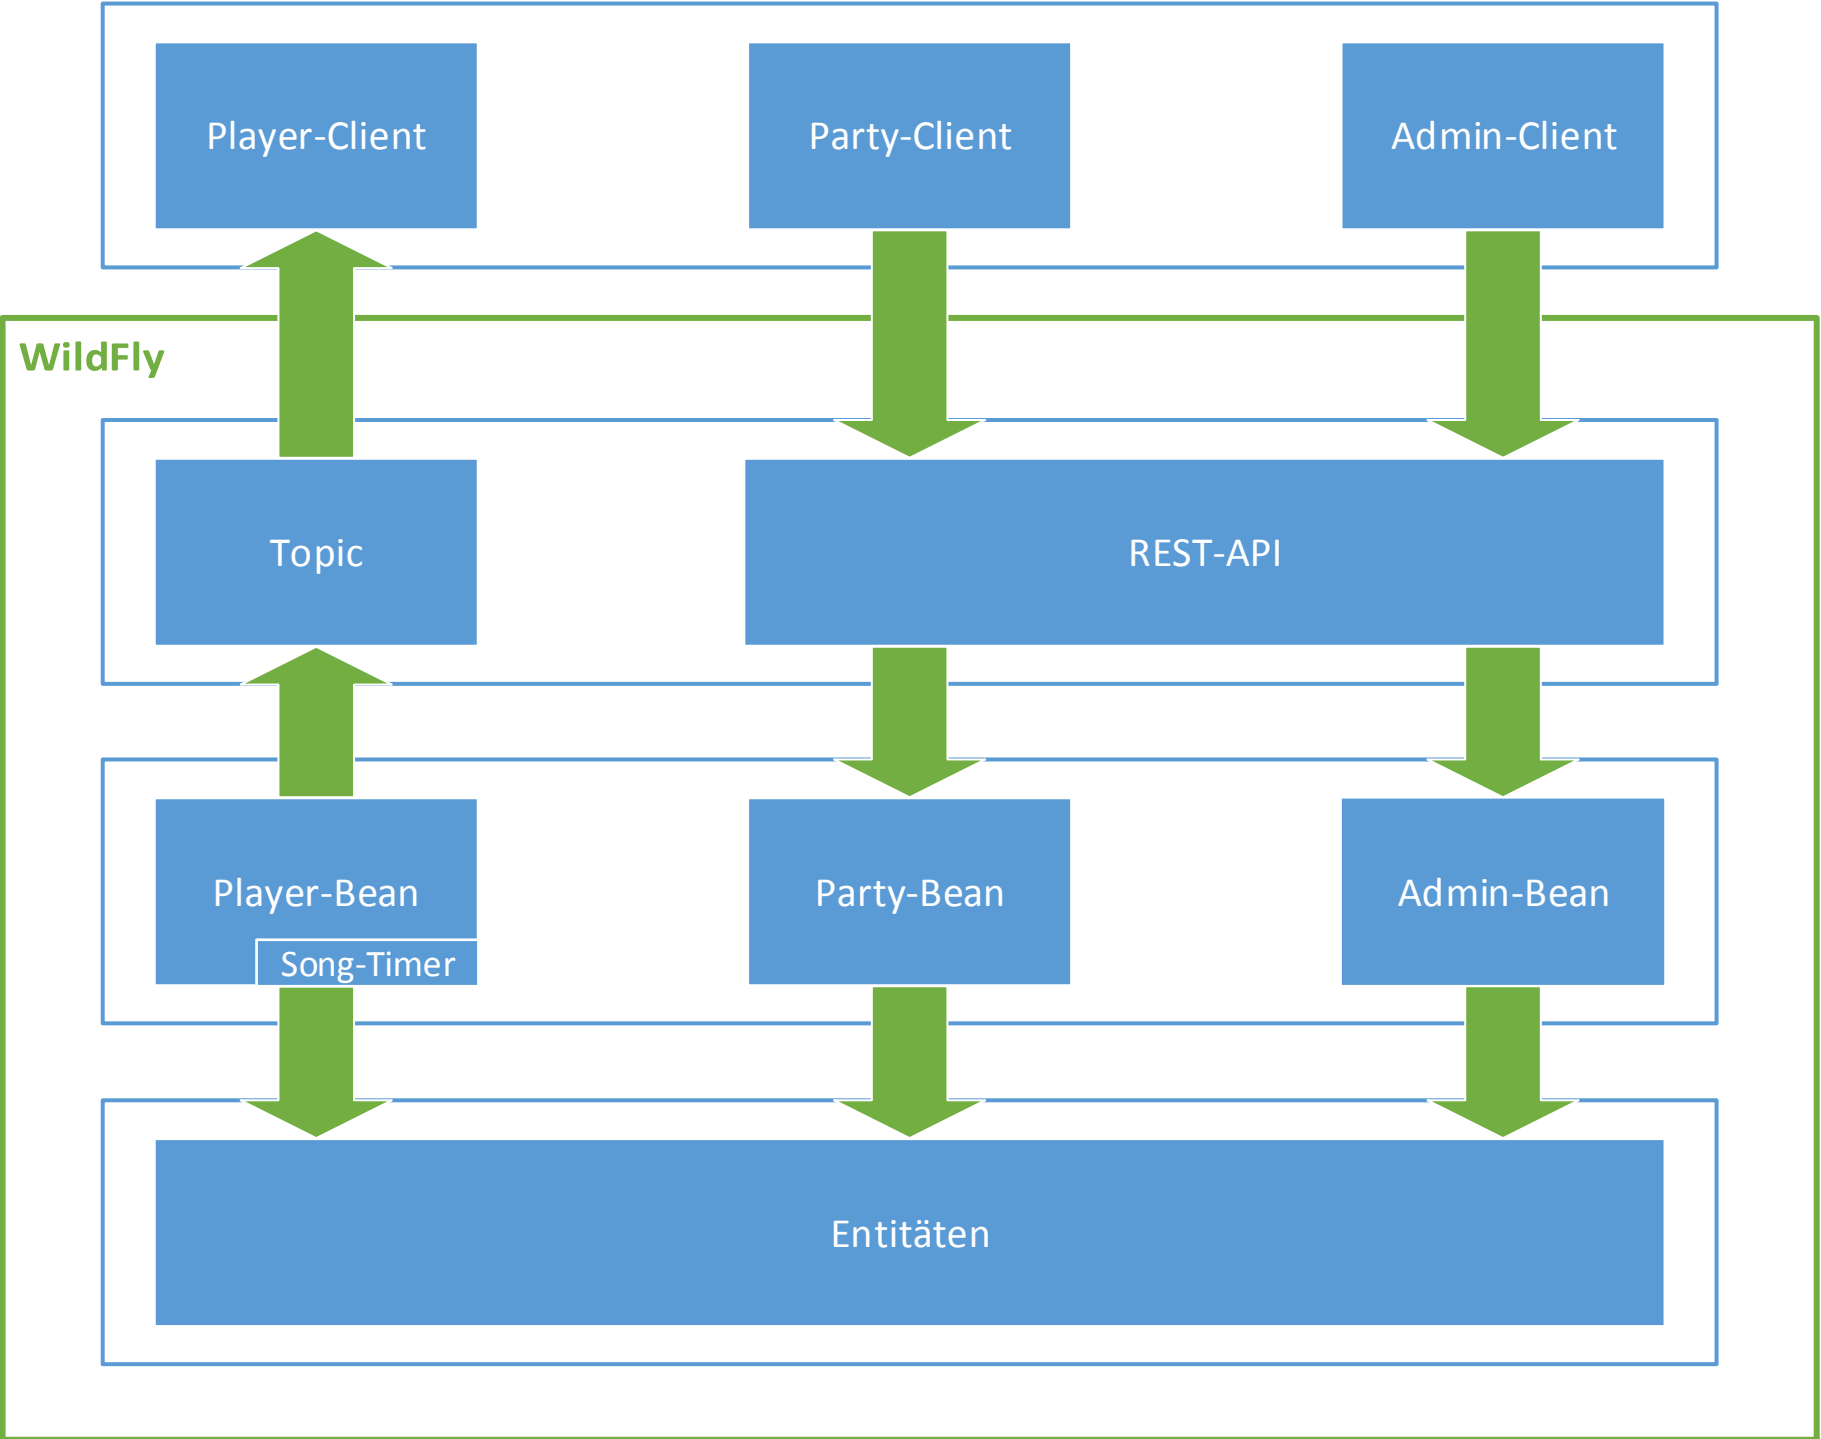 Player-Client
Party-Client
Admin-Client
WildFly
Topic
REST-API
Player-Bean
Party-Bean
Admin-Bean
Song-Timer
Entitäten